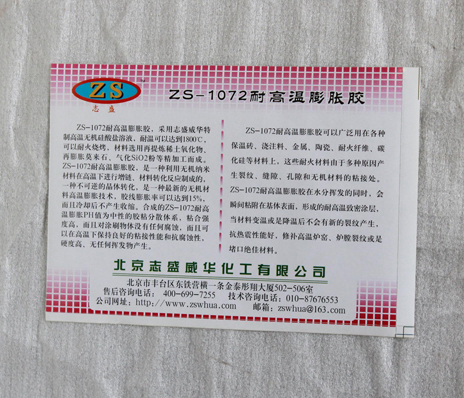 ZS
志盛
ZS-1072耐高温膨胀胶
ZS-1072耐高温膨胀胶，采用志盛威华特
制高温无机硅酸盐溶液、耐温可以达到1800℃，
可以耐火烧烤，材料选用再提炼稀土氧化物、
再膨胀莫来石、气化SiO2粉等精加工而成。
ZS-1072耐高温膨胀胶，是一种利用无机纳米
材料在高温下进行增链、材料转化反应制成的，
一种不可逆的晶体转化，是一种最新的无机材
料高温膨胀技术，胶线膨胀率可以达到15%，
而且冷却后不产生收缩。合成的ZS-1072耐高
温膨胀胶PH值为中性的胶粘分散体系，粘合强
度高，而且对涂刷物体没有任何腐蚀，而且可
以在高温下保持良好的粘接性能和抗腐蚀性，
硬度高、无任何挥发物产生。
ZS-1072耐高温膨胀胶可以广泛用在各种
保温砖、浇注料、金属、陶瓷、耐火纤维、碳
化硅等材料上，这些耐火材料由于多种原因产
生裂纹、缝隙、孔隙和无机材料的粘接处。
ZS-1072耐高温膨胀胶在水分挥发的同时，会
瞬间粘附在基体表面，形成的耐高温致密涂层，
当材料变温或是降温后不会有新的裂纹产生，
抗热震性能好。修补高温炉窑、炉膛裂纹或是
堵口绝佳材料。
北京志盛威华化工有限公司
北京市丰台区东铁营横一条金泰彤翔大厦502-506室
售后咨询电话： 400-699-7255 技术咨询电话：010-87676553
公司网址：http://www.zswhua.com 邮箱：zswhua@163.com